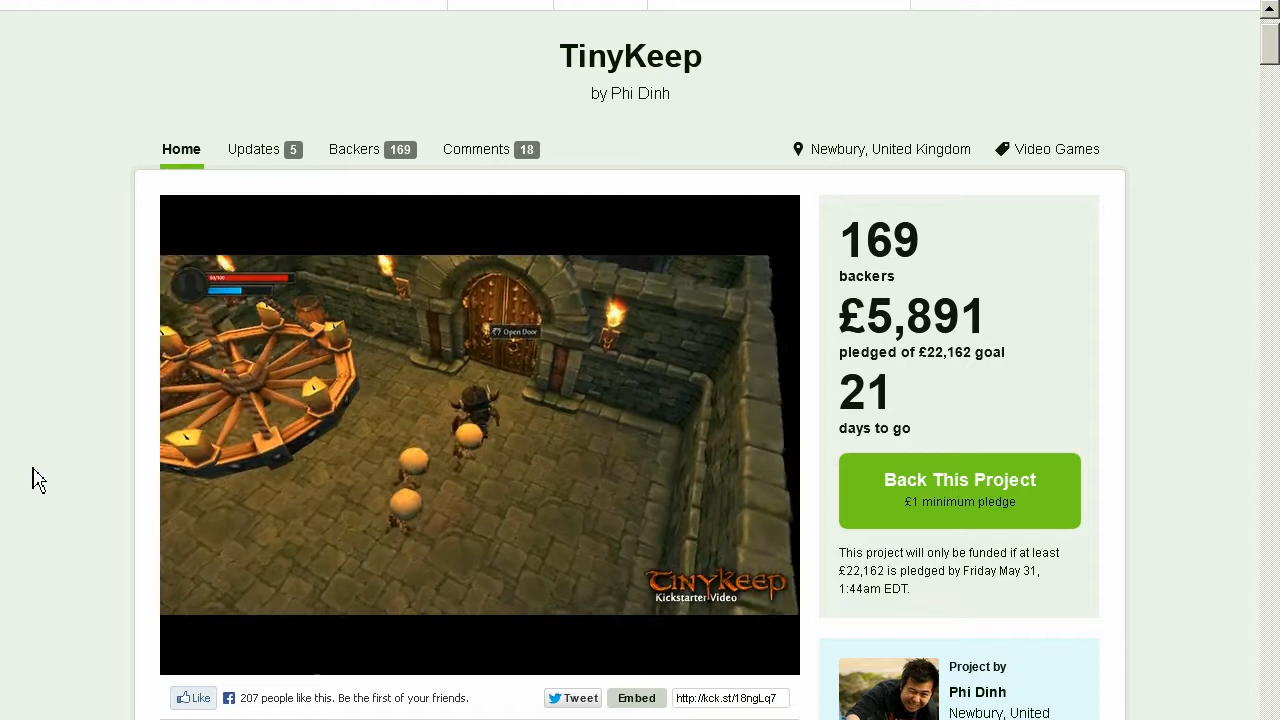 TinyKeep
by Phi Dinh
Home Updates 5 Backers 169 Comments 18 Newbury, United Kingdom Video Games
Open Door
TinyKeep
Kickstarter Video
169
backers
£5,891
pledged of £22,162 goal
21
days to go
Back This Project
£1 minimum pledge
This project will only be funded if at least
£22,162 is pledged by Friday May 31,
1:44am EDT.
Like 207 people like this. Be the first of your friends. Tweet Embed http://kck.st/18ngLq7
Project by
Phi Dinh
Newbury, United